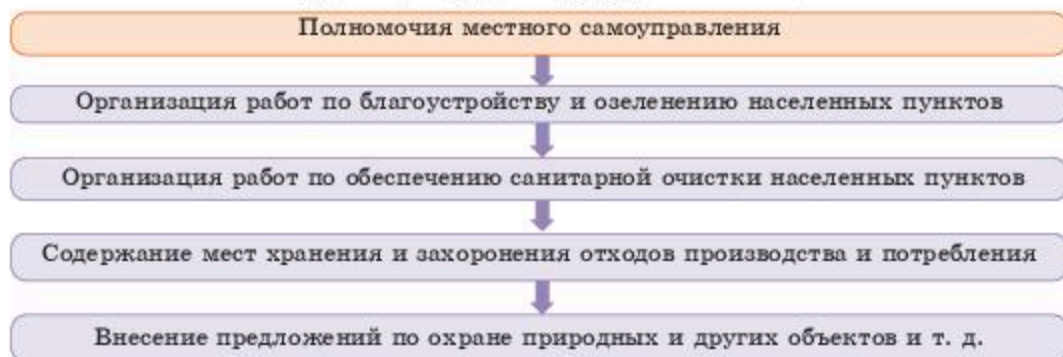 Полномочия местного самоуправления
Организация работ по благоустройству и озеленению населенных пунктов
Организация работ по обеспечению санитарной очистки населенных пунктов
Содержание мест хранения и захоронения отходов производства и потребления
Внесение предложений по охране природных и других объектов и т. д.